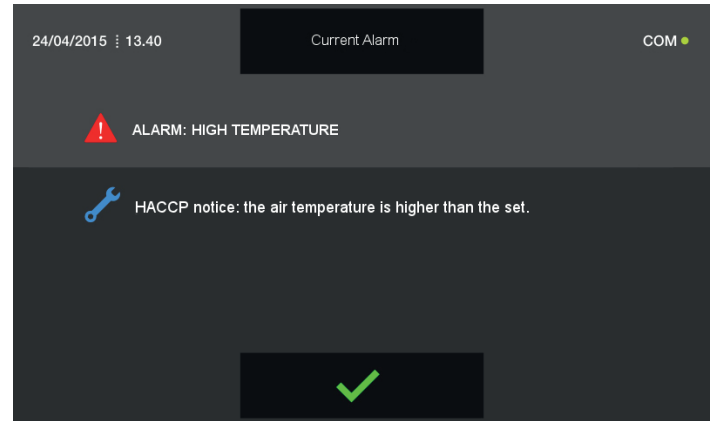 24/04/2015 ⁝ 13.40
Current Alarm
COM
ALARM: HIGH TEMPERATURE
HACCP notice: the air temperature is higher than the set.